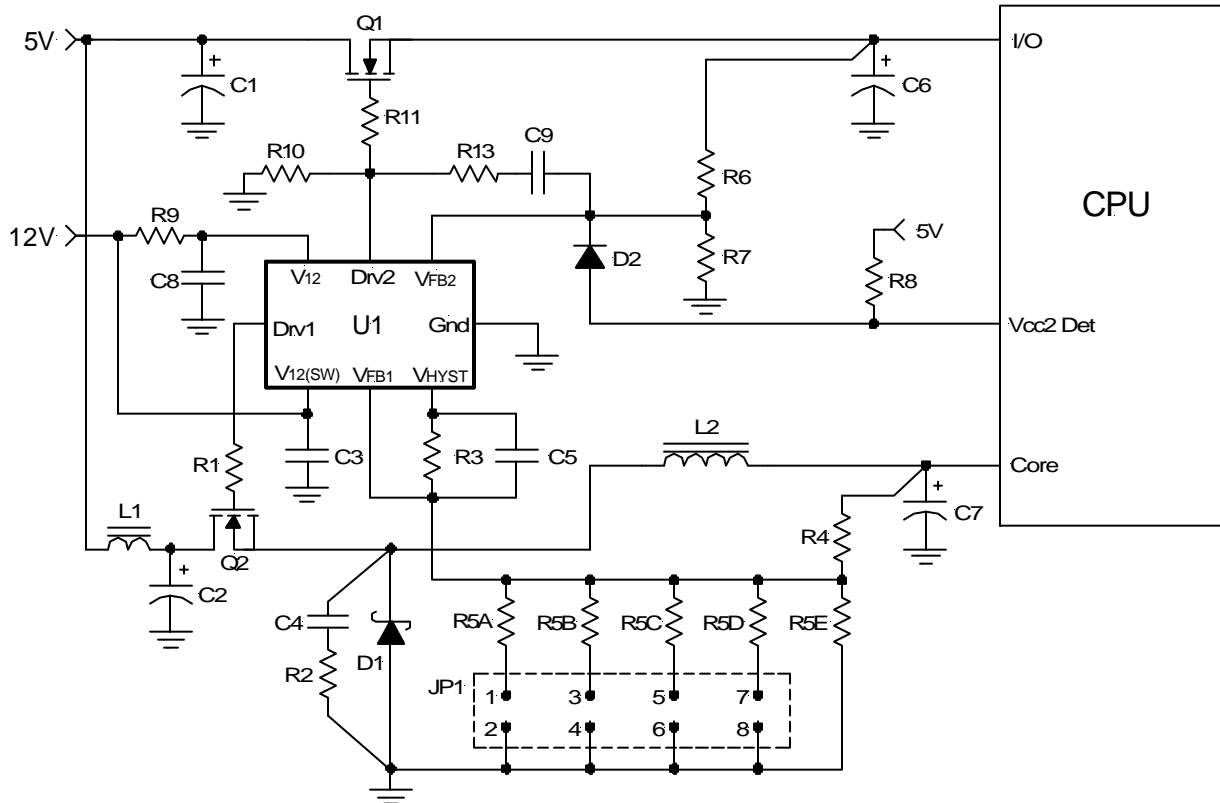 Q1
5V
I/O
C1
C6
R11
C9
R10
R13
R6
CPU
R9
5V
12V
D2
R7
C8
V12
Drv2
VFB2
R8
U1
Drv1
Gnd
Vcc2 Det
V12(SW)
VFB1
VHYST
L2
R1
C3
R3
C5
Core
L1
C7
R4
Q2
C2
C4
R5A
R5B
R5C
R5D
R5E
D1
R2
JP1
1
3
5
7
2
4
6
8